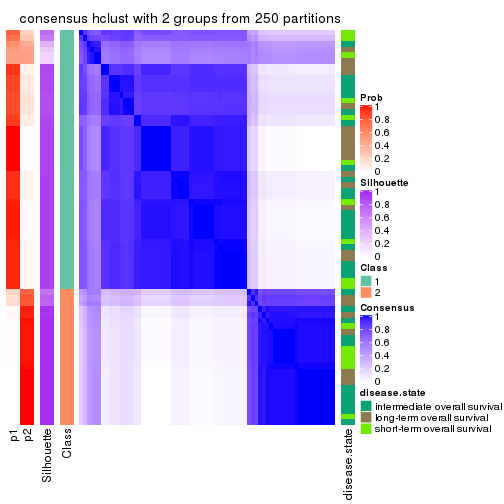 consensus hclust with 2 groups from 250 partitions
Prob
1
0.8
0.6
0.4
0.2
0
Silhouette
1
0.8
0.6
0.4
0.2
0
Class
1
2
Consensus
1
0.8
0.6
0.4
0.2
0
disease.state
intermediate overall survival
long-term overall survival
short-term overall survival
p1
p2
Silhouette
Class
disease.state